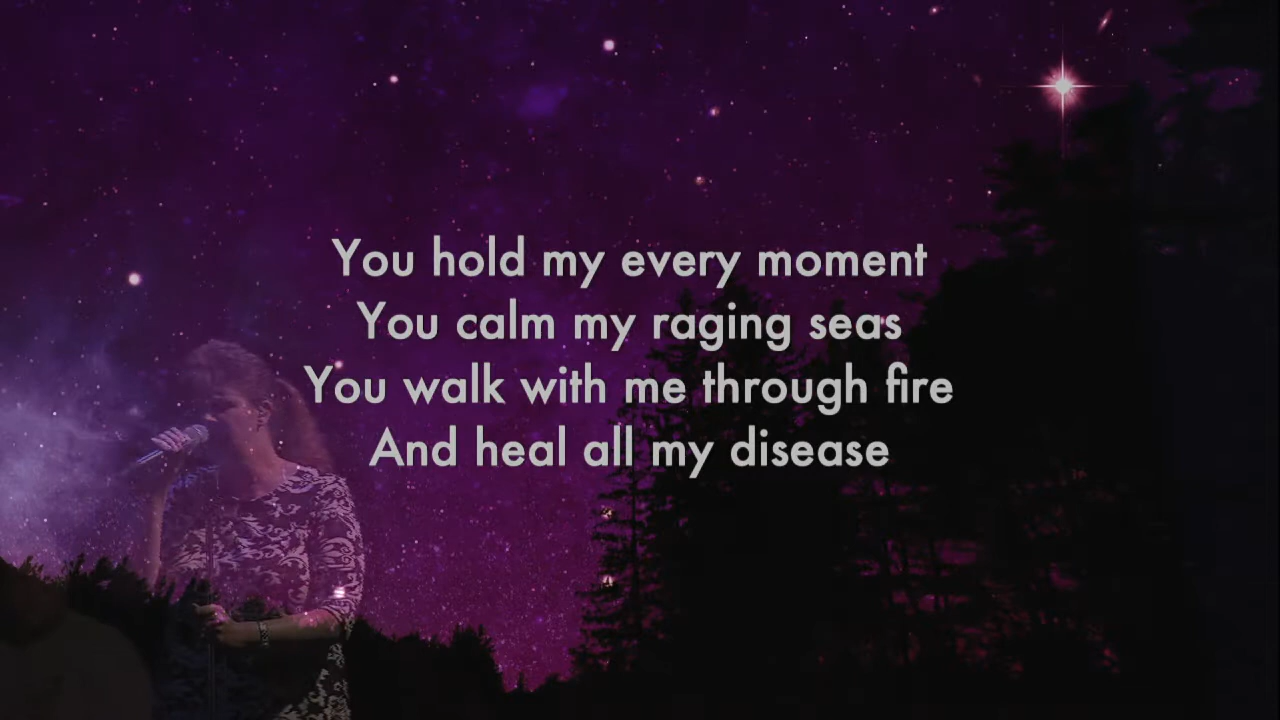 You hold my every moment
You calm my raging seas
You walk with me through fire
And heal all my disease